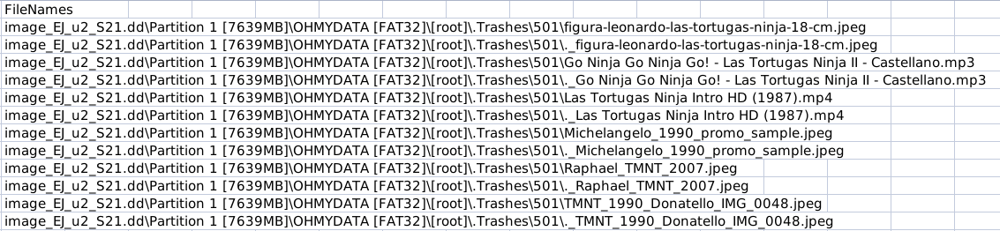 FileNames
image_EJ_u2_S21.dd\Partition 1 [7639MB]\OHMYDATA [FAT32]\[root]\.Trashes\501\figura-leonardo-las-tortugas-ninja-18-cm.jpeg
image_EJ_u2_S21.dd\Partition 1 [7639MB]\OHMYDATA [FAT32]\[root]\.Trashes\501\._figura-leonardo-las-tortugas-ninja-18-cm.jpeg
image_EJ_u2_S21.dd\Partition 1 [7639MB]\OHMYDATA [FAT32]\[root]\.Trashes\501\Go Ninja Go Ninja Go! - Las Tortugas Ninja II - Castellano.mp3
image_EJ_u2_S21.dd\Partition 1 [7639MB]\OHMYDATA [FAT32]\[root]\.Trashes\501\._Go Ninja Go Ninja Go! - Las Tortugas Ninja II - Castellano.mp3
image_EJ_u2_S21.dd\Partition 1 [7639MB]\OHMYDATA [FAT32]\[root]\.Trashes\501\Las Tortugas Ninja Intro HD (1987).mp4
image_EJ_u2_S21.dd\Partition 1 [7639MB]\OHMYDATA [FAT32]\[root]\.Trashes\501\._Las Tortugas Ninja Intro HD (1987).mp4
image_EJ_u2_S21.dd\Partition 1 [7639MB]\OHMYDATA [FAT32]\[root]\.Trashes\501\Michelangelo_1990_promo_sample.jpeg
image_EJ_u2_S21.dd\Partition 1 [7639MB]\OHMYDATA [FAT32]\[root]\.Trashes\501\._Michelangelo_1990_promo_sample.jpeg
image_EJ_u2_S21.dd\Partition 1 [7639MB]\OHMYDATA [FAT32]\[root]\.Trashes\501\Raphael_TMNT_2007.jpeg
image_EJ_u2_S21.dd\Partition 1 [7639MB]\OHMYDATA [FAT32]\[root]\.Trashes\501\._Raphael_TMNT_2007.jpeg
image_EJ_u2_S21.dd\Partition 1 [7639MB]\OHMYDATA [FAT32]\[root]\.Trashes\501\TMNT_1990_Donatello_IMG_0048.jpeg
image_EJ_u2_S21.dd\Partition 1 [7639MB]\OHMYDATA [FAT32]\[root]\.Trashes\501\._TMNT_1990_Donatello_IMG_0048.jpeg